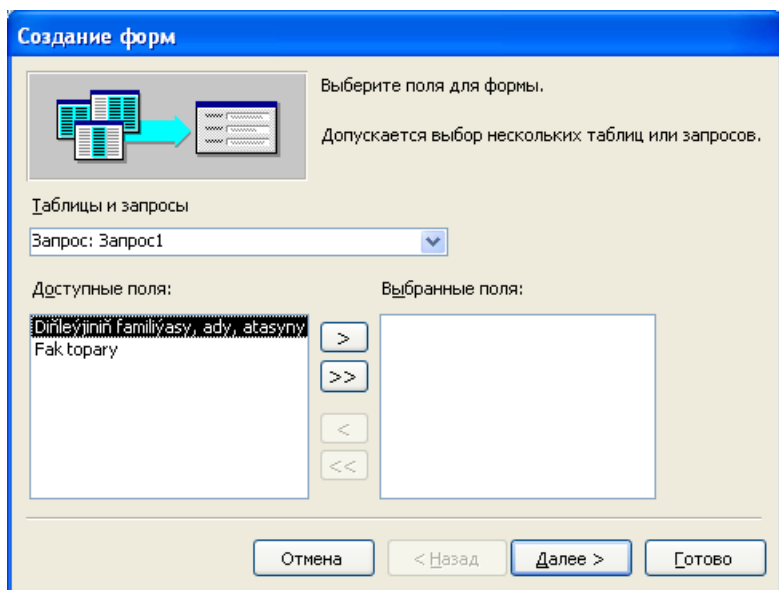 Создание форм
Выберите поля для формы.
Допускается выбор нескольких таблиц или запросов.
Таблицы и запросы
Запрос: Запрос1
Доступные поля:
Выбранные поля:
Diňleýjiniň familiýasy, ady, atasyny
Fak topary
>
>>
<
<<
Отмена
< Назад
Далее >
Готово